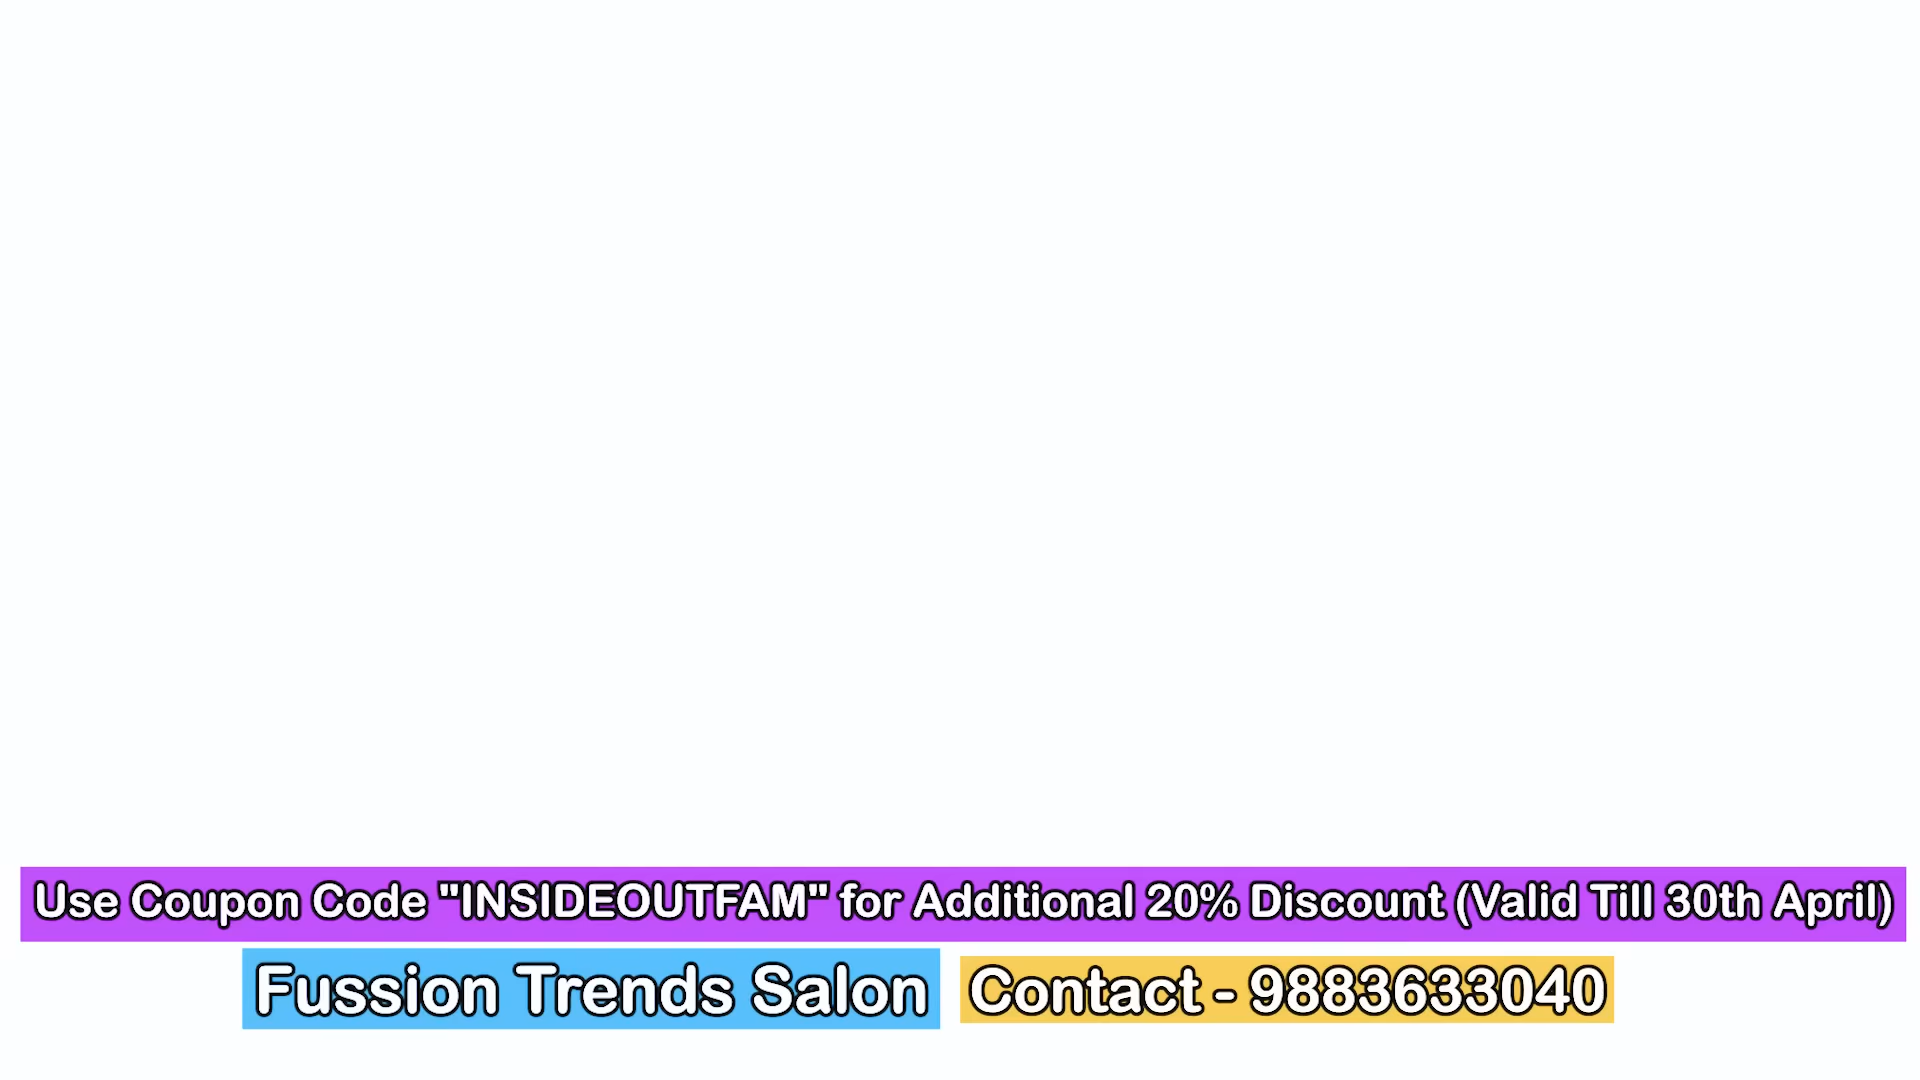 Use Coupon Code "INSIDEOUTFAM" for Additional 20% Discount (Valid Till 30th April)
Fussion Trends Salon
Contact - 9883633040